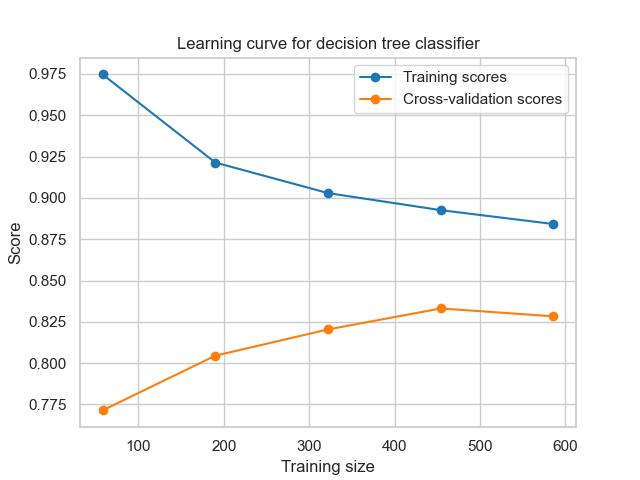 Learning curve for decision tree classifier
Training scores
Cross-validation scores
Score
0.975
0.950
0.925
0.900
0.875
0.850
0.825
0.800
0.775
100 200 300 400 500 600
Training size